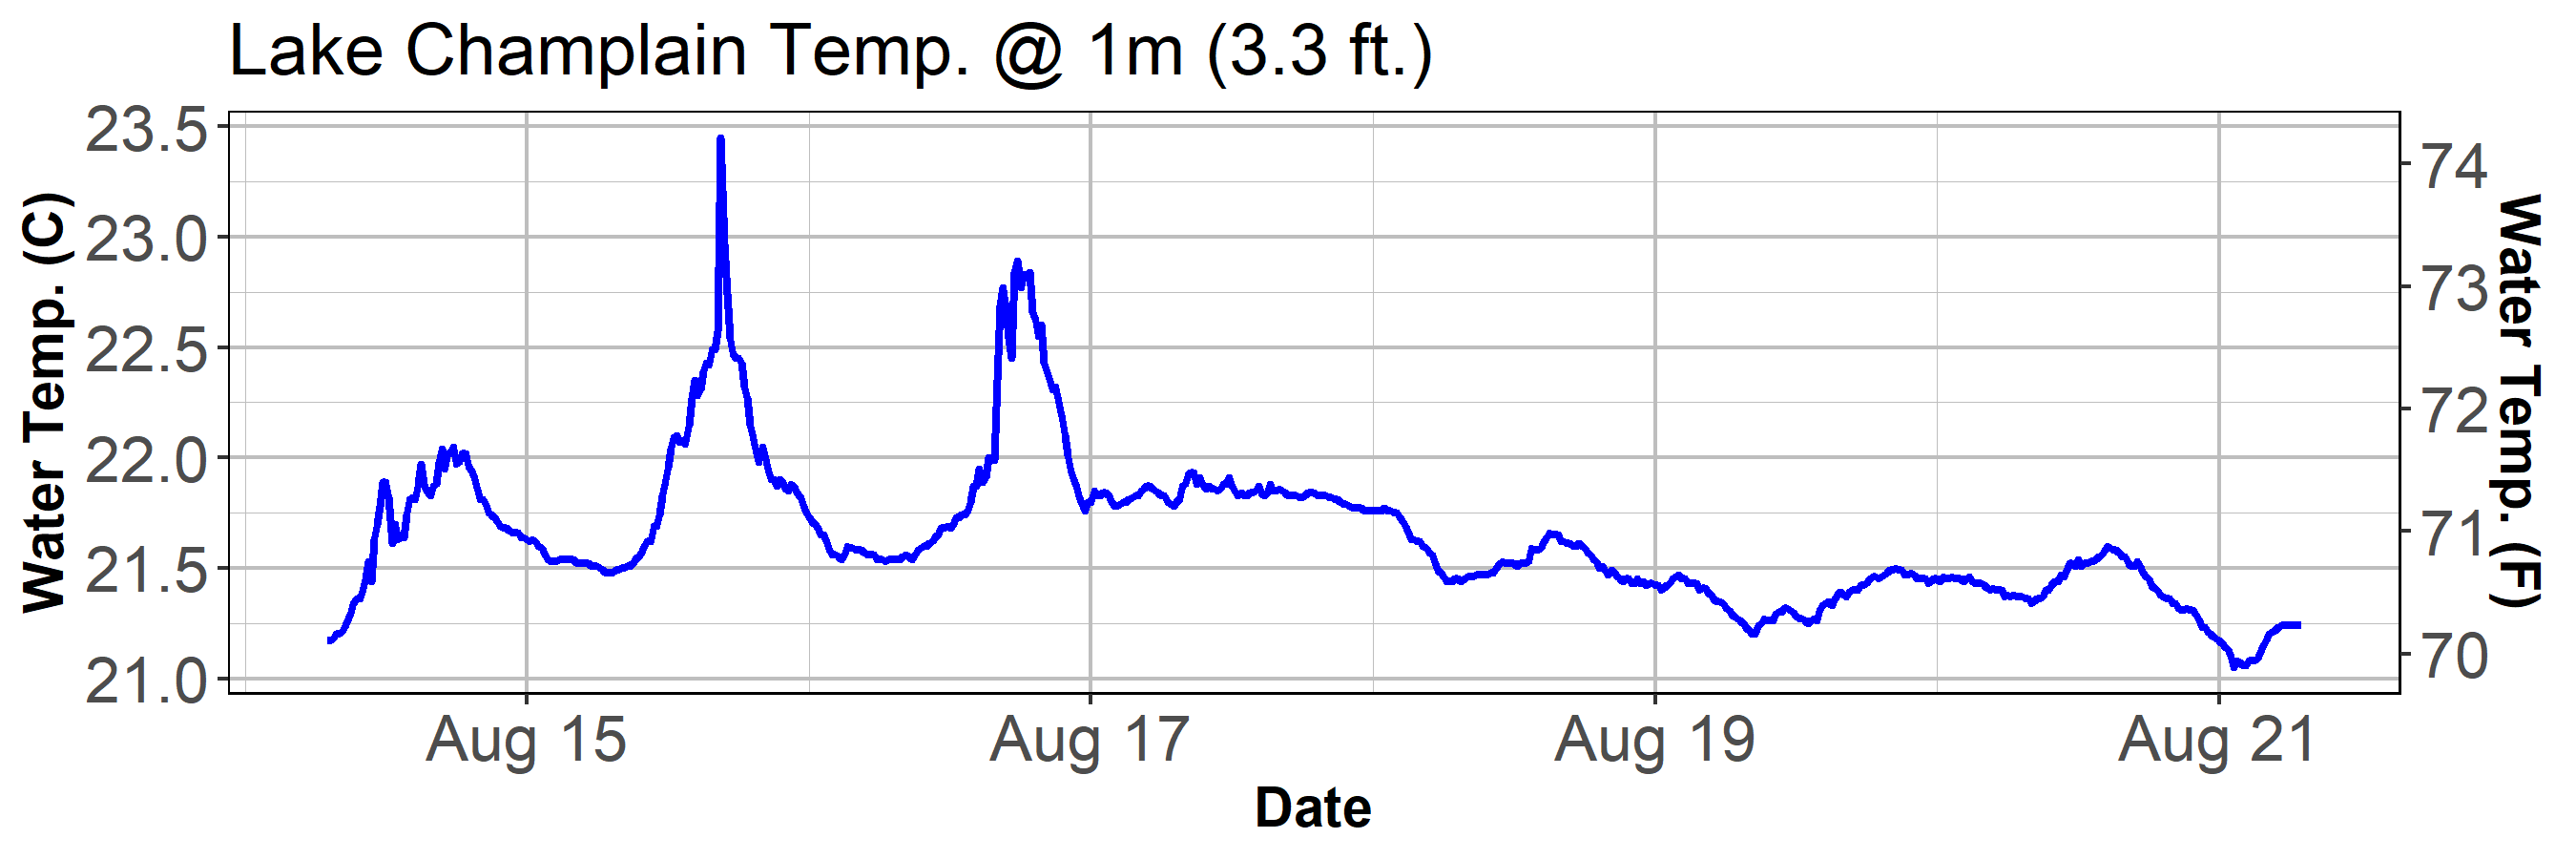 Lake Champlain Temp. @ 1m (3.3 ft.)
Water Temp. (C)
23.5
23.0
22.5
22.0
21.5
21.0
74
73
72
71
70
Water Temp. (F)
Aug 15
Aug 17
Aug 19
Aug 21
Date